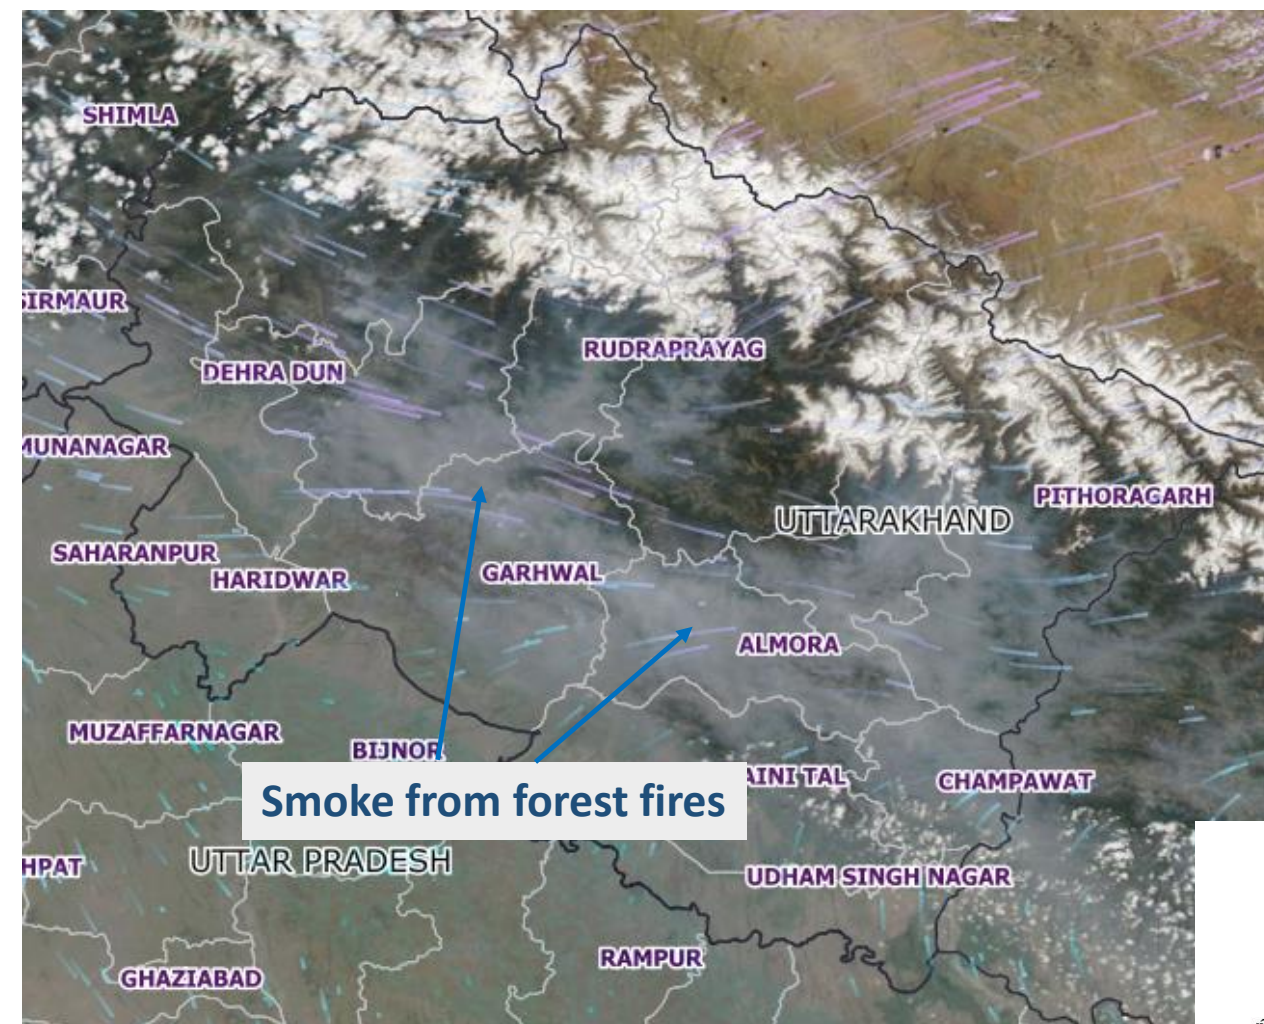 SHIMLA
SIRMAUR
RUDRAPRAYAG
DEHRA DUN
MUNANAGAR
PITHORAGARH
UTTARAKHAND
SAHARANPUR
HARIDWAR
GARHWAL
ALMORA
MUZAFFARNAGAR
BIJNOR
AINI TAL
CHAMPAWAT
Smoke from forest fires
HPAT
UTTAR PRADESH
UDHAM SINGH NAGAR
RAMPUR
GHAZIABAD